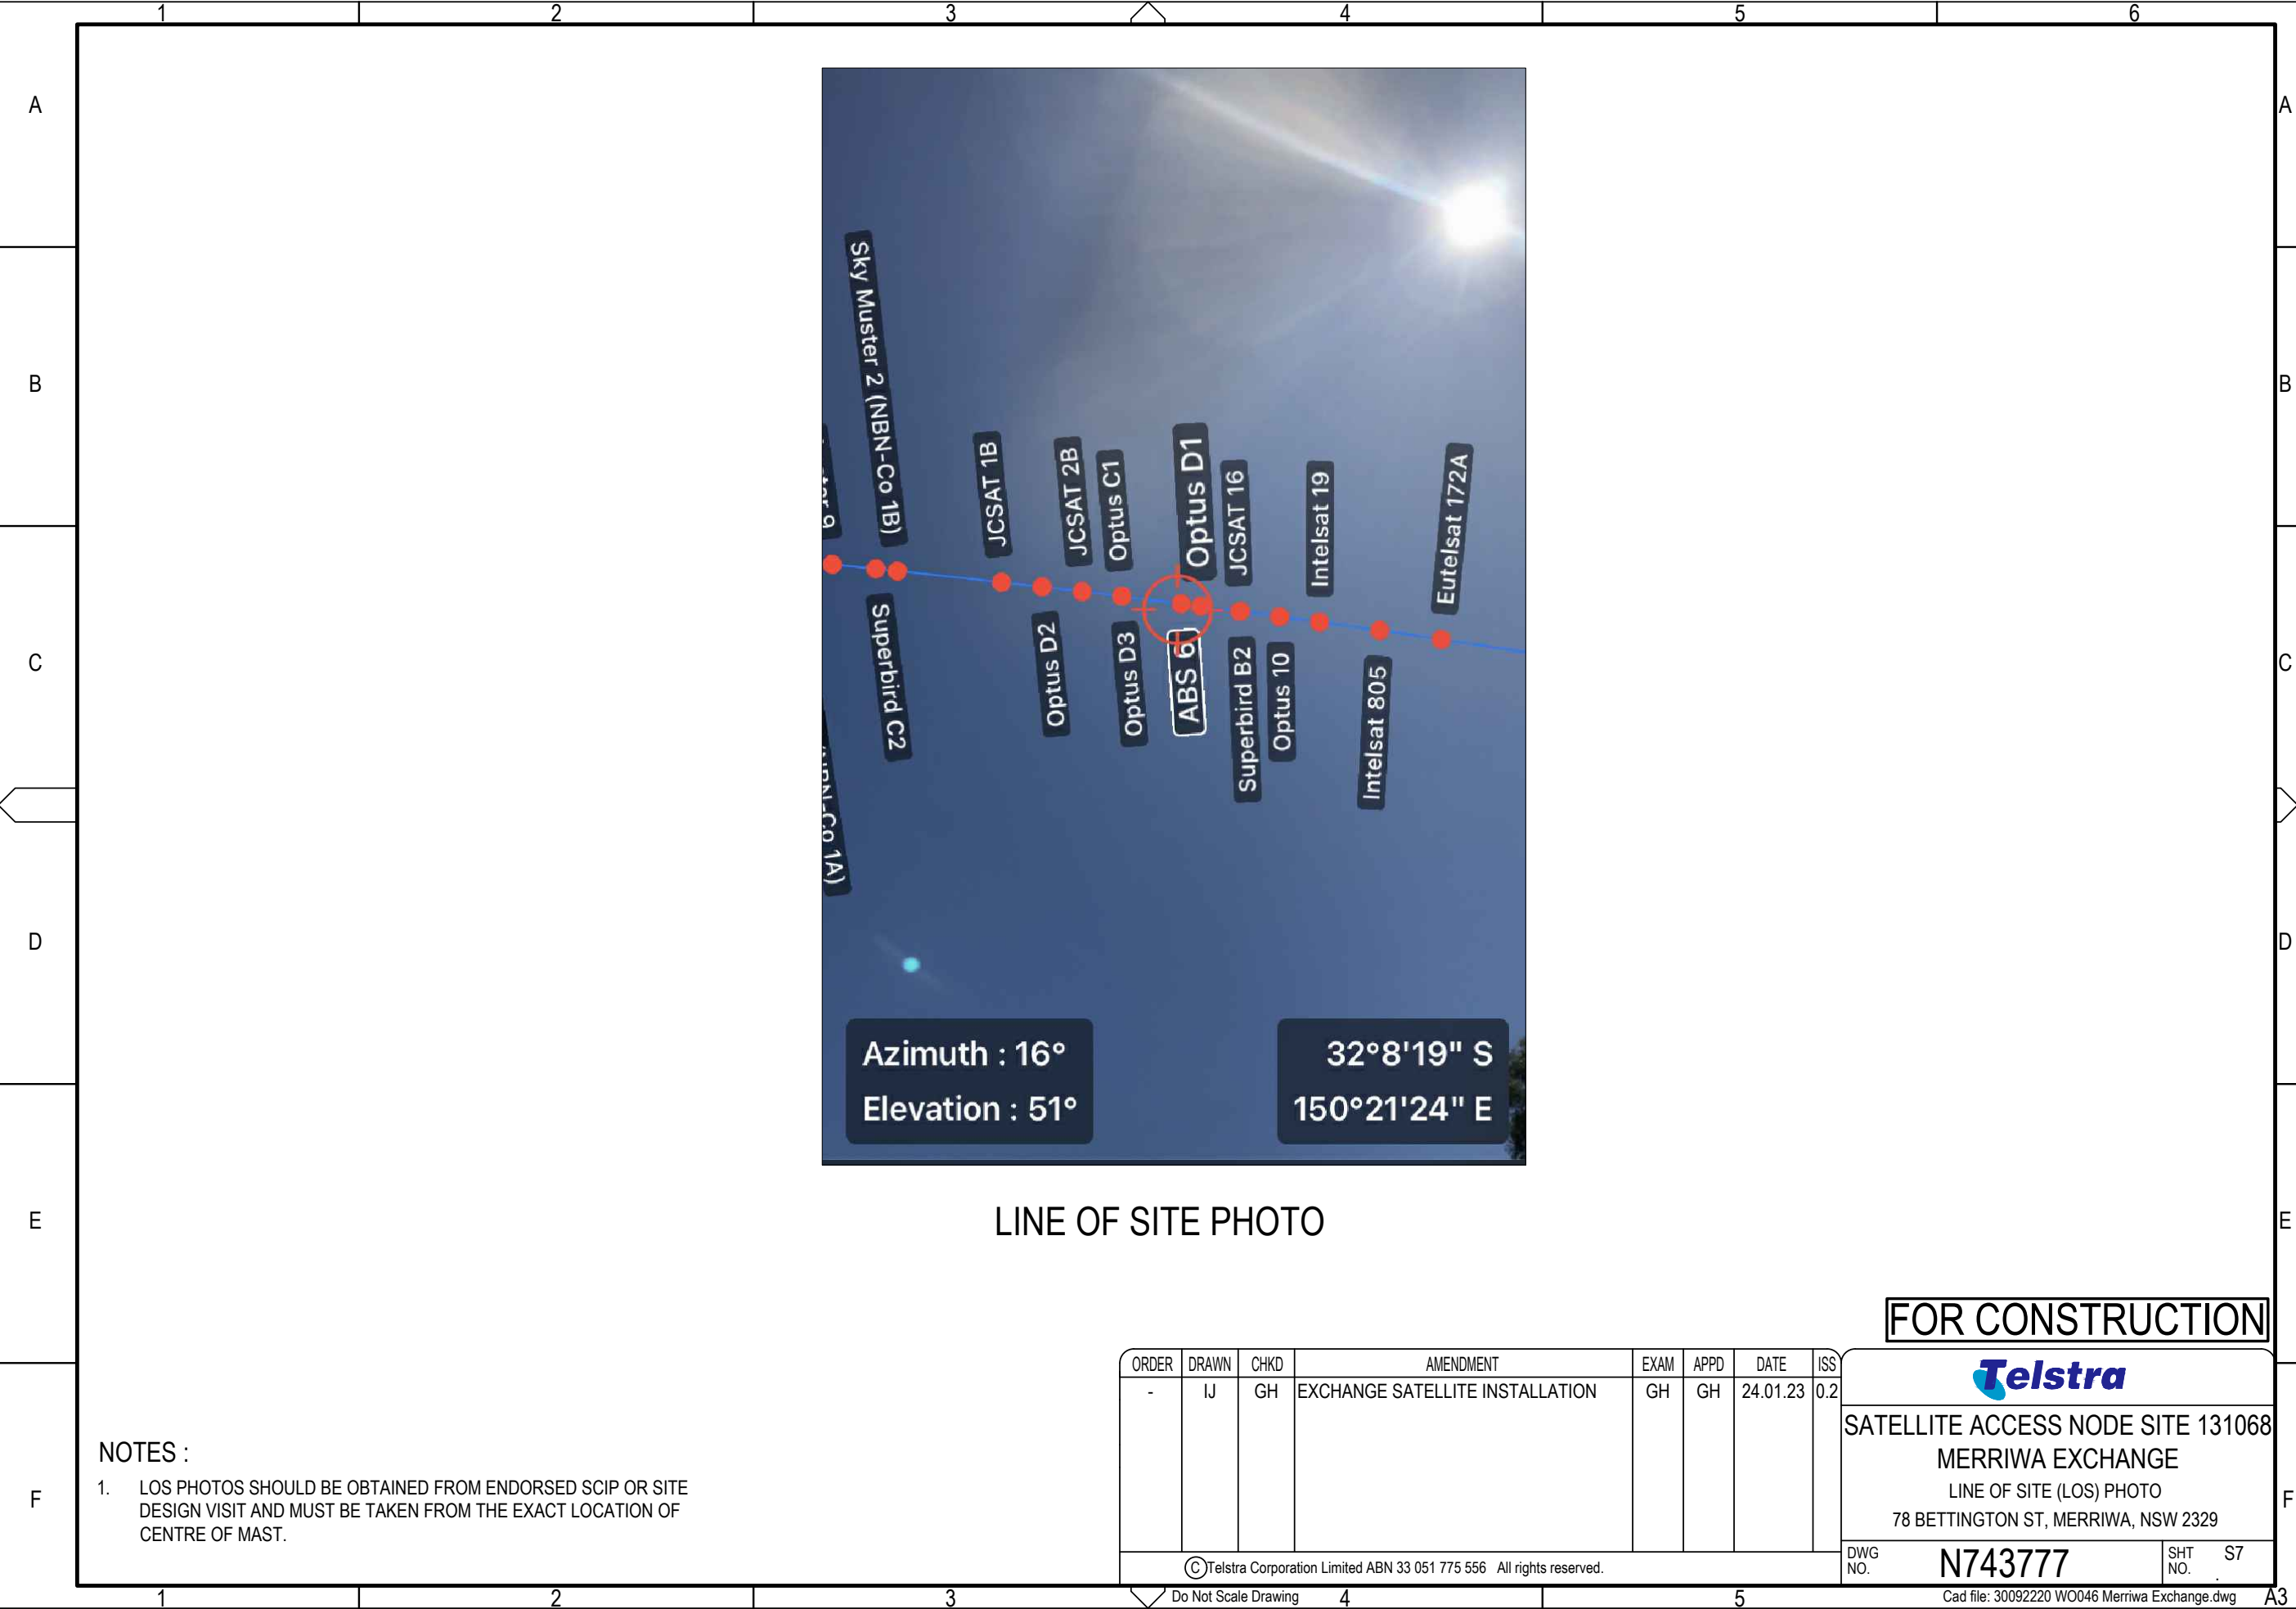 1 2 3 4 5 6
A A
B B
C C
D D
E E
F F
Sky Muster 2 (NBN-Co 1B)
JCSAT 1B
JCSAT 2B
Optus C1
Optus D1
JCSAT 16
Intelsat 19
Eutelsat 172A
Superbird C2
Optus D2
Optus D3
ABS 6
Superbird B2
Optus 10
Intelsat 805
Co 1A)
Azimuth : 16°
Elevation : 51°
32°8'19" S
150°21'24" E
LINE OF SITE PHOTO
FOR CONSTRUCTION
NOTES :
1. LOS PHOTOS SHOULD BE OBTAINED FROM ENDORSED SCIP OR SITE
DESIGN VISIT AND MUST BE TAKEN FROM THE EXACT LOCATION OF
CENTRE OF MAST.
ORDER DRAWN CHKD AMENDMENT EXAM APPD DATE ISS
- IJ GH EXCHANGE SATELLITE INSTALLATION GH GH 24.01.23 0.2
©Telstra Corporation Limited ABN 33 051 775 556 All rights reserved.
Telstra
SATELLITE ACCESS NODE SITE 131068
MERRIWA EXCHANGE
LINE OF SITE (LOS) PHOTO
78 BETTINGTON ST, MERRIWA, NSW 2329
DWG NO. N743777 SHT NO. S7
.
1 2 3 Do Not Scale Drawing 4 5 Cad file: 30092220 WO046 Merriwa Exchange.dwg A3